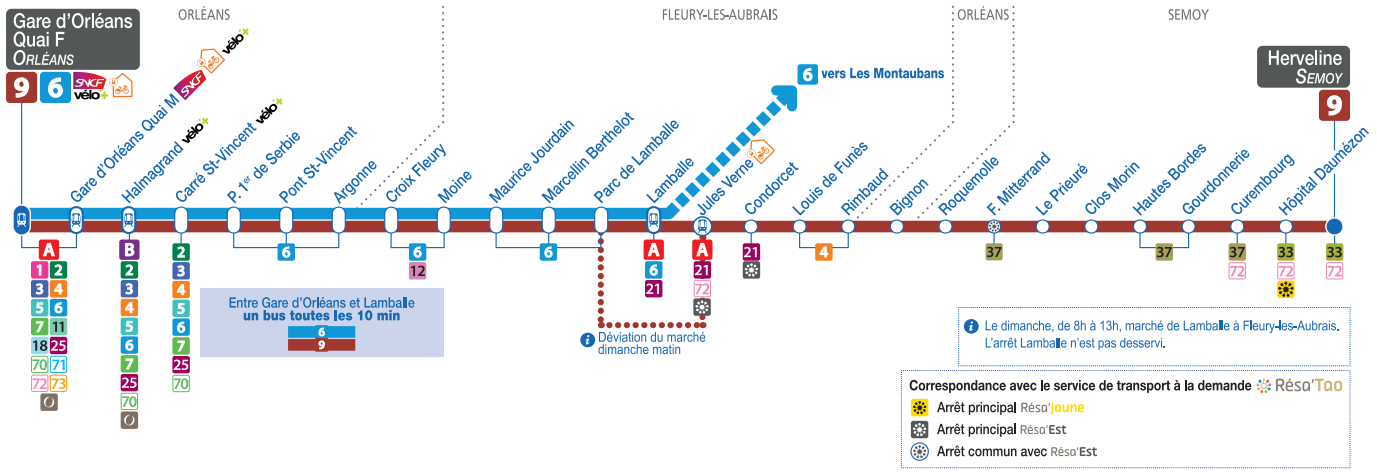 ORLÉANS
FLEURY-LES-AUBRAIS
ORLÉANS
SEMOY
Gare d'Orléans
Quai F
ORLÉANS
9
6
SNCF
vélo+
Gare d'Orléans Quai M
SNCF
vélo+
Halmagrand
vélo+
Carré St-Vincent
vélo+
P. 1er de Serbie
Pont St-Vincent
Argonne
Croix Fleury
Moine
Maurice Jourdain
Marcellin Berthelot
Parc de Lamballe
Lamballe
6 vers Les Montaubans
Jules Verne
Condorcet
Louis de Funès
Rimbaud
Bignon
Roquemolle
F. Mitterrand
Le Prieuré
Clos Morin
Hautes Bordes
Gourdonnerie
Curembourg
Hôpital Daumézon
Herveline
SEMOY
9
A
1 2
3 4
5 6
7 11
18 25
70 71
72 73
O
B
2
3
4
5
6
7
25
70
O
2
3
4
5
6
7
25
70
6
6
12
6
A
6
21
A
21
72
21
4
37
37
37
72
33
72
33
72
Entre Gare d'Orléans et Lamballe
un bus toutes les 10 min
6
9
i Déviation du marché
dimanche matin
i Le dimanche, de 8h à 13h, marché de Lamballe à Fleury-les-Aubrais.
L'arrêt Lamballe n'est pas desservi.
Correspondance avec le service de transport à la demande Résa'Tao
Arrêt principal Résa'Jaune
Arrêt principal Résa'Est
Arrêt commun avec Résa'Est